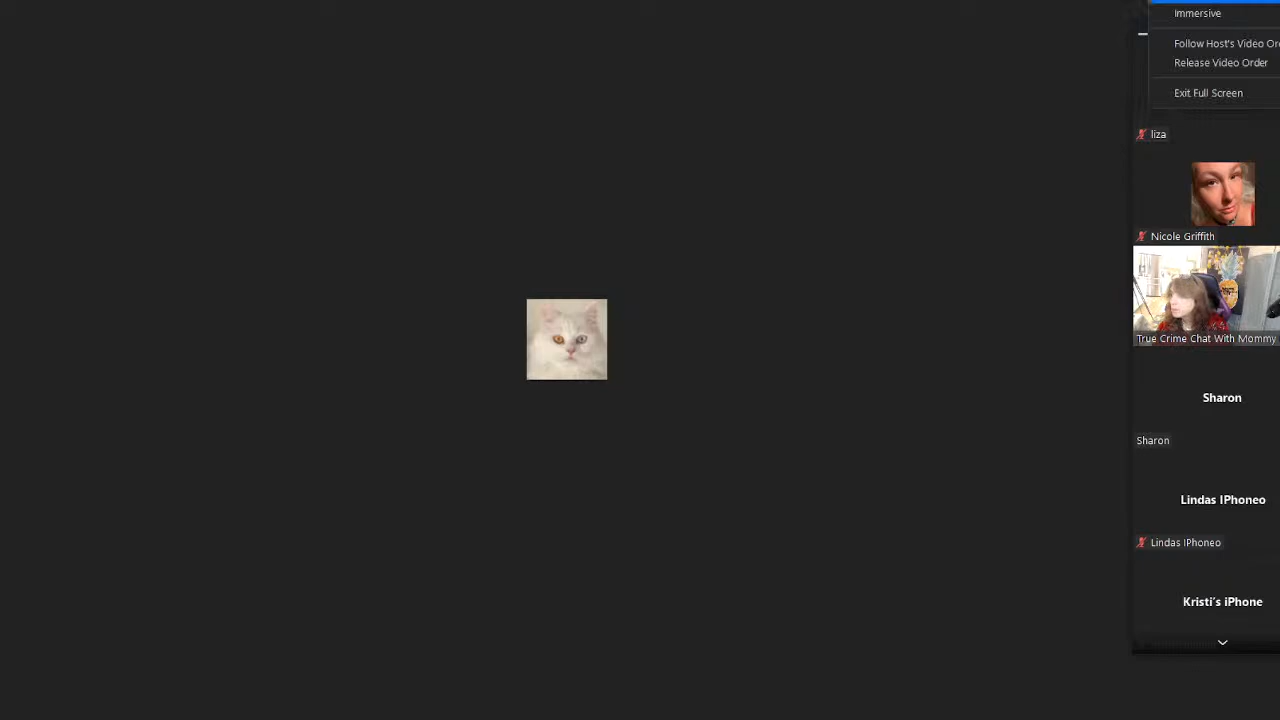 Immersive
Follow Host's Video Or
Release Video Order
Exit Full Screen
liza
Nicole Griffith
True Crime Chat With Mommy
Sharon
Sharon
Lindas IPhoneo
Lindas IPhoneo
Kristi's iPhone